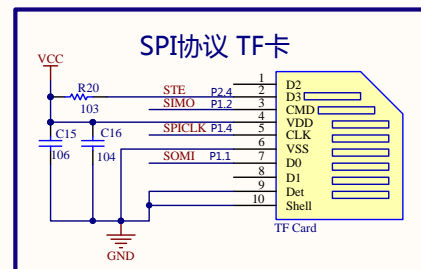 SPI协议 TF卡
VCC
R20
103
STE P2.4
SIMO P1.2
SPICLK P1.4
SOMI P1.1
C15
106
C16
104
GND
1 D2
2 D3
3 CMD
4 VDD
5 CLK
6 VSS
7 D0
8 D1
9 Det
10 Shell
TF Card